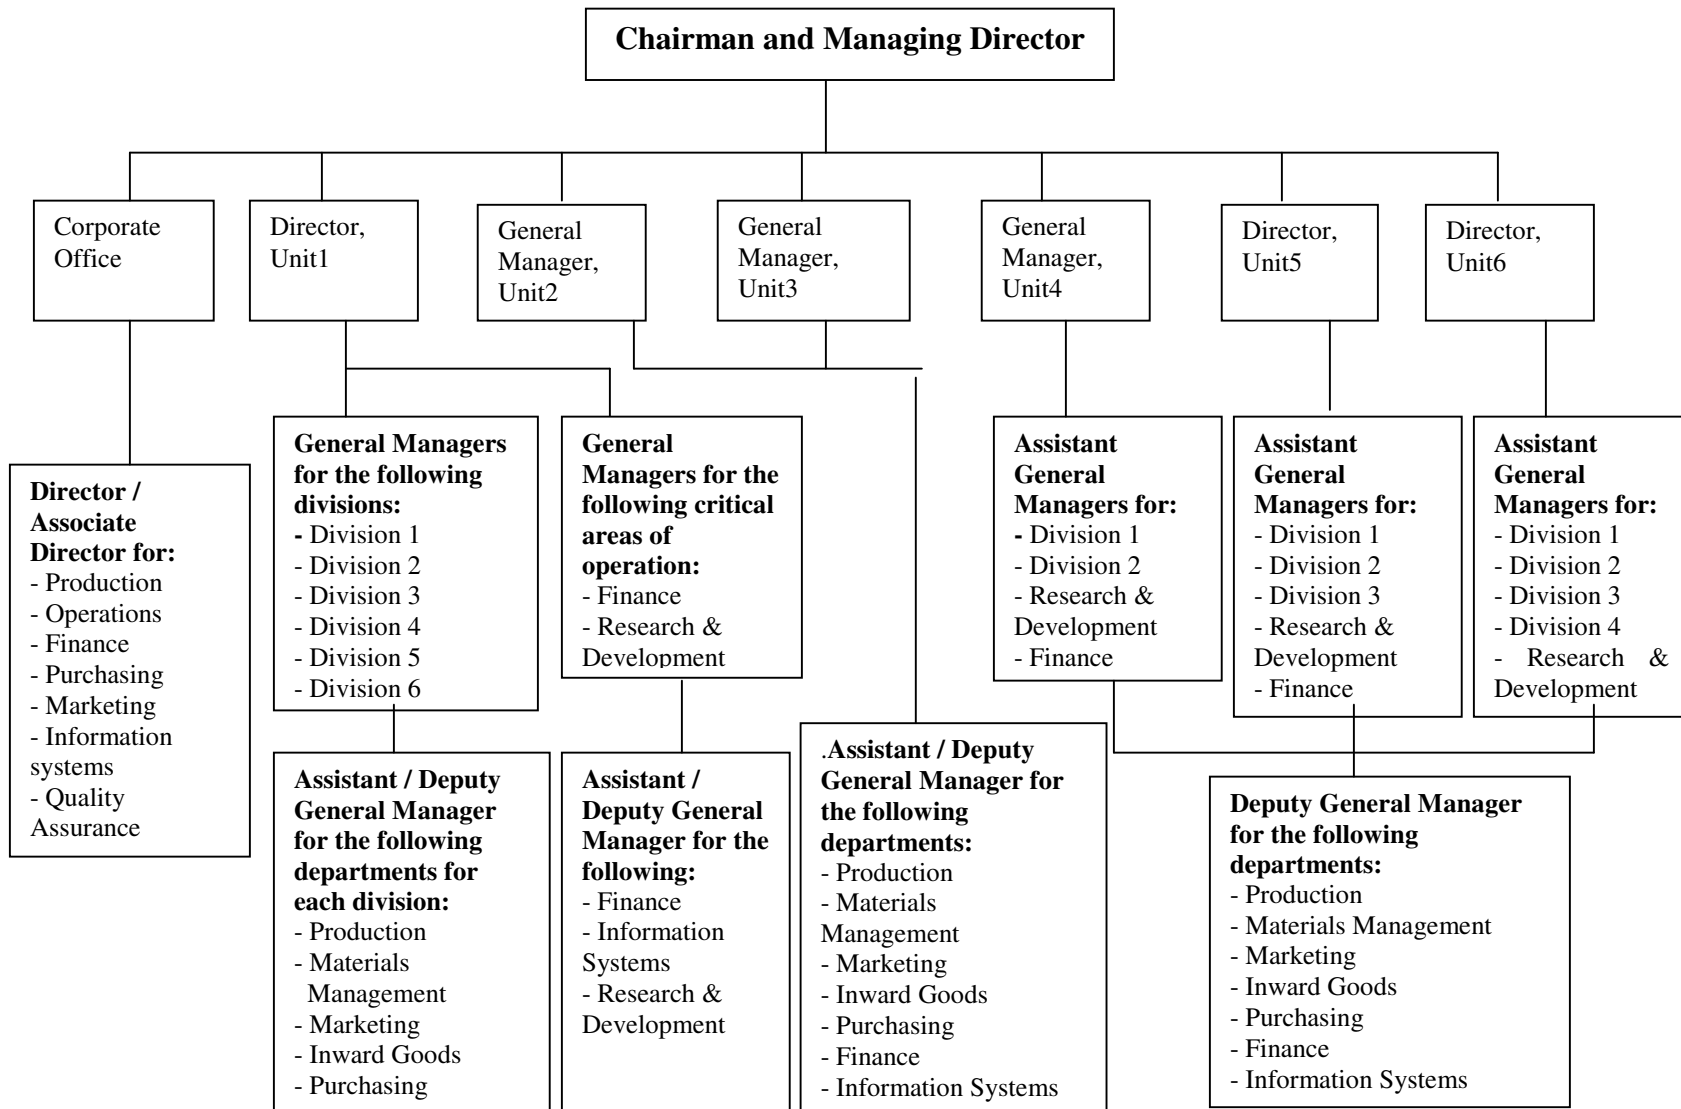 Chairman and Managing Director
Corporate
Office
Director,
Unit1
General
Manager,
Unit2
General
Manager,
Unit3
General
Manager,
Unit4
Director,
Unit5
Director,
Unit6
Director /
Associate
Director for:
- Production
- Operations
- Finance
- Purchasing
- Marketing
- Information
systems
- Quality
Assurance
General Managers
for the following
divisions:
- Division 1
- Division 2
- Division 3
- Division 4
- Division 5
- Division 6
General
Managers for the
following critical
areas of
operation:
- Finance
- Research &
Development
Assistant
General
Managers for:
- Division 1
- Division 2
- Research &
Development
- Finance
Assistant
General
Managers for:
- Division 1
- Division 2
- Division 3
- Research &
Development
- Finance
Assistant
General
Managers for:
- Division 1
- Division 2
- Division 3
- Division 4
- Research &
Development
Assistant / Deputy
General Manager
for the following
departments for
each division:
- Production
- Materials
Management
- Marketing
- Inward Goods
- Purchasing
Assistant /
Deputy General
Manager for the
following:
- Finance
- Information
Systems
- Research &
Development
.Assistant / Deputy
General Manager for
the following
departments:
- Production
- Materials
Management
- Marketing
- Inward Goods
- Purchasing
- Finance
- Information Systems
Deputy General Manager
for the following
departments:
- Production
- Materials Management
- Marketing
- Inward Goods
- Purchasing
- Finance
- Information Systems